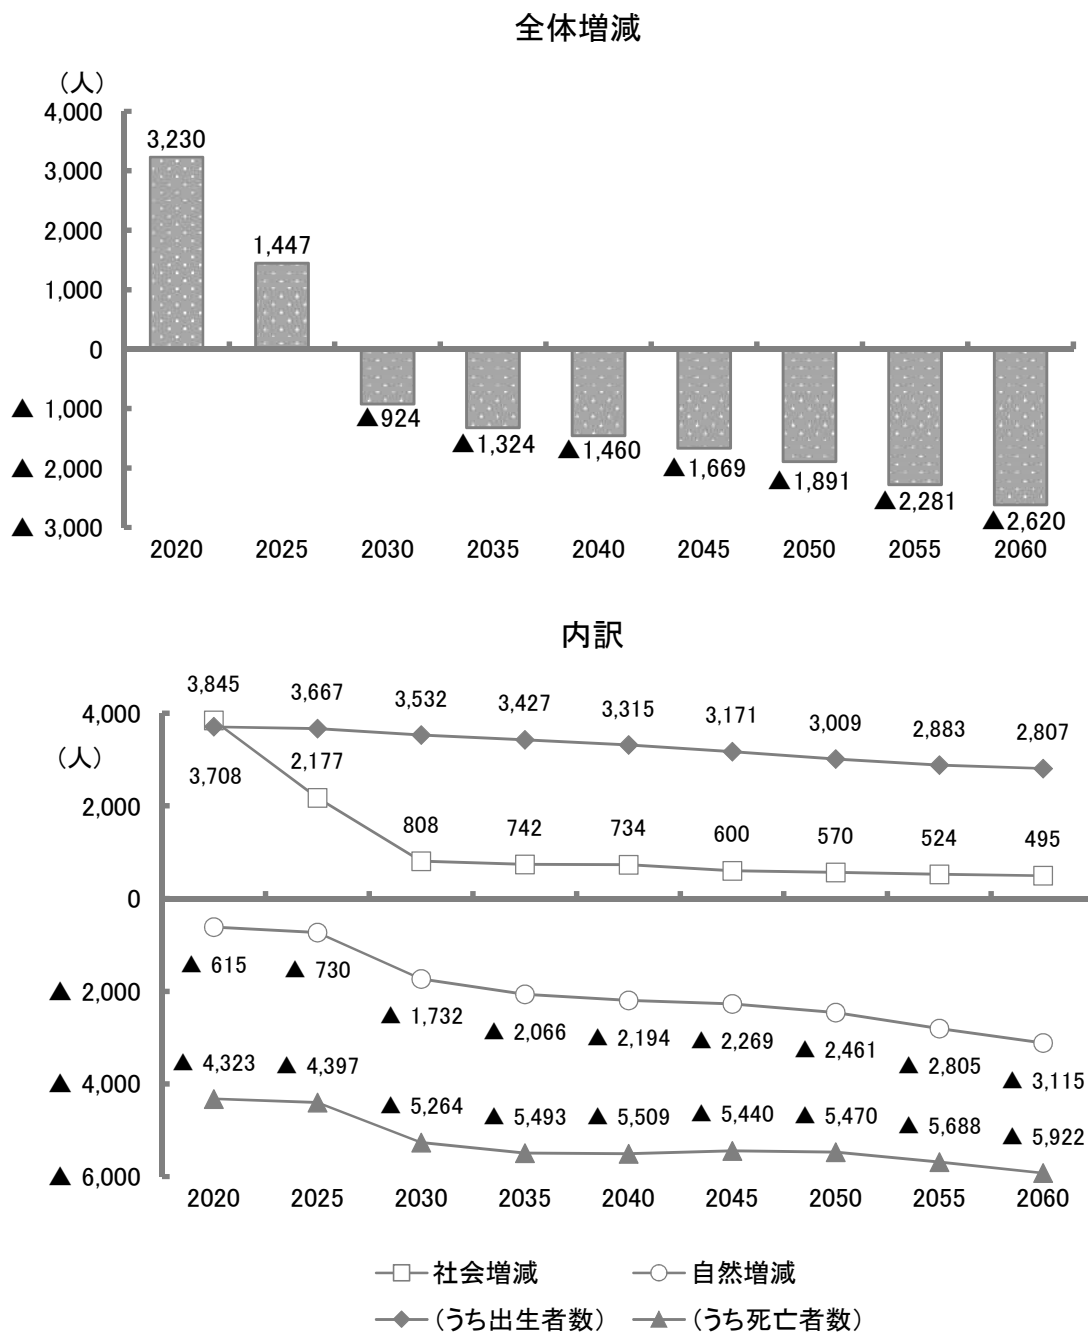 全体増減
（人）
4,000
3,000
2,000
1,000
0
▲ 1,000
▲ 2,000
▲ 3,000
3,230
1,447
▲924
▲1,324
▲1,460
▲1,669
▲1,891
▲2,281
▲2,620
2020 2025 2030 2035 2040 2045 2050 2055 2060
内訳
4,000
（人）
2,000
0
▲ 2,000
▲ 4,000
▲ 6,000
3,845 3,667 3,532 3,427 3,315 3,171 3,009 2,883 2,807
3,708 2,177 808 742 734 600 570 524 495
▲ 615 ▲ 730 ▲ 1,732 ▲ 2,066 ▲ 2,194 ▲ 2,269 ▲ 2,461 ▲ 2,805 ▲ 3,115
▲ 4,323 ▲ 4,397 ▲ 5,264 ▲ 5,493 ▲ 5,509 ▲ 5,440 ▲ 5,470 ▲ 5,688 ▲ 5,922
2020 2025 2030 2035 2040 2045 2050 2055 2060
社会増減 自然増減
（うち出生者数） （うち死亡者数）